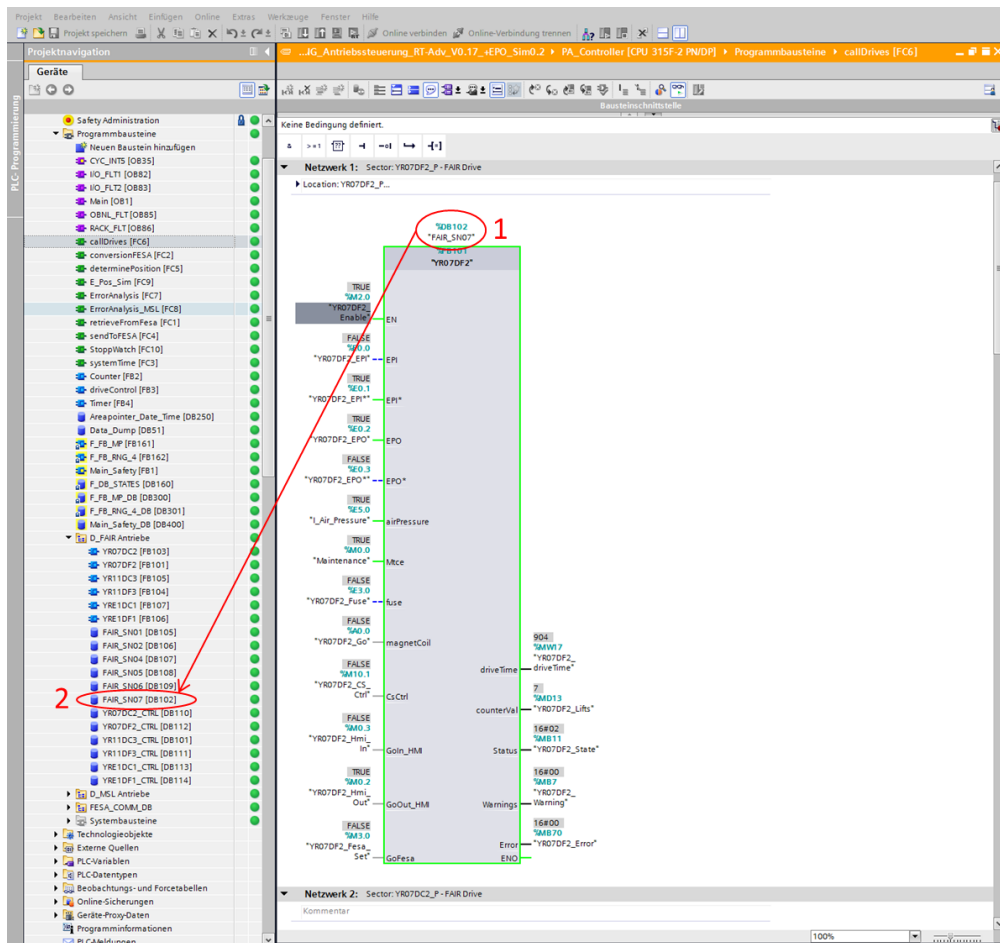 Projekt Bearbeiten Ansicht Einfügen Online Extras Werkzeuge Fenster Hilfe
Projekt speichern Online verbinden Online-Verbindung trennen
Projektnavigation
...IG_Antriebssteuerung_RT-Adv_V0.17_+EPO_Sim0.2 PA_Controller [CPU 315F-2 PN/DP] Programmbausteine callDrives [FC6]
Geräte
PLC-Programmierung
Bausteinschnittstelle
Safety Administration
Programmbausteine
Neuen Baustein hinzufügen
CYC_INT5 [OB35]
I/O_FLT1 [OB82]
I/O_FLT2 [OB83]
Main [OB1]
OBNL_FLT[OB85]
RACK_FLT[OB86]
callDrives [FC6]
conversionFESA [FC2]
determinePosition [FC5]
E_Pos_Sim [FC9]
ErrorAnalysis [FC7]
ErrorAnalysis_MSL [FC8]
retrieveFromFesa [FC1]
sendToFESA [FC4]
StoppWatch [FC10]
systemTime [FC3]
Counter [FB2]
driveControl [FB3]
Timer [FB4]
Areapointer_Date_Time [DB250]
Data_Dump [DB51]
F_FB_MP [FB161]
F_FB_RNG_4 [FB162]
Main_Safety [FB1]
F_DB_STATES [DB160]
F_FB_MP_DB [DB300]
F_FB_RNG_4_DB [DB301]
Main_Safety_DB [DB400]
D_FAIR Antriebe
YR07DC2 [FB103]
YR07DF2 [FB101]
YR11DC3 [FB105]
YR11DF3 [FB104]
YRE1DC1 [FB107]
YRE1DF1 [FB106]
FAIR_SN01 [DB105]
FAIR_SN02 [DB106]
FAIR_SN04 [DB107]
FAIR_SN05 [DB108]
FAIR_SN06 [DB109]
2
FAIR_SN07 [DB102]
YR07DC2_CTRL [DB110]
YR07DF2_CTRL [DB112]
YR11DC3_CTRL [DB101]
YR11DF3_CTRL [DB111]
YRE1DC1_CTRL [DB113]
YRE1DF1_CTRL [DB114]
D_MSL Antriebe
FESA_COMM_DB
Systembausteine
Technologieobjekte
Externe Quellen
PLC-Variablen
PLC-Datentypen
Beobachtungs- und Forcetabellen
Online-Sicherungen
Geräte-Proxy-Daten
Programminformationen
PLC-Meldungen
Keine Bedingung definiert.
& >=1 [??]
Netzwerk 1: Sector: YR07DF2_P - FAIR Drive
Location: YR07DF2_P...
%DB102
"FAIR_SN07"
1
%FB101
"YR07DF2"
TRUE
%M2.0
"YR07DF2_
Enable"
EN
FALSE
%E0.0
"YR07DF2_EPI"
EPI
TRUE
%E0.1
"YR07DF2_EPI*"
EPI*
TRUE
%E0.2
"YR07DF2_EPO"
EPO
FALSE
%E0.3
"YR07DF2_EPO*"
EPO*
TRUE
%E5.0
"I_Air_Pressure"
airPressure
TRUE
%M0.0
"Maintenance"
Mtce
FALSE
%E3.0
"YR07DF2_Fuse"
fuse
FALSE
%A0.0
"YR07DF2_Go"
magnetCoil
FALSE
%M10.1
"YR07DF2_CS_
Ctrl"
CsCtrl
FALSE
%M0.3
"YR07DF2_Hmi_
In"
GoIn_HMI
TRUE
%M0.2
"YR07DF2_Hmi_
Out"
GoOut_HMI
FALSE
%M3.0
"YR07DF2_Fesa_
Set"
GoFesa
904
%MW17
"YR07DF2_
driveTime"
driveTime
7
%MD13
"YR07DF2_Lifts"
counterVal
16#02
%MB11
"YR07DF2_State"
Status
16#00
%MB7
"YR07DF2_
Warning"
Warnings
16#00
%MB70
"YR07DF2_Error"
Error
ENO
Netzwerk 2: Sector: YR07DC2_P - FAIR Drive
Kommentar
100%